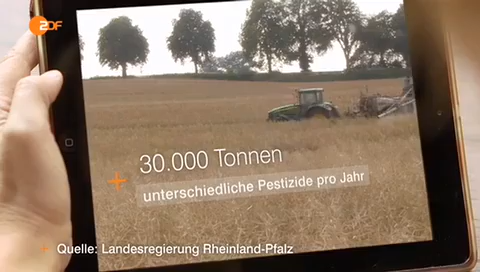 ZDF
30.000 Tonnen
unterschiedliche Pestizide pro Jahr
Quelle: Landesregierung Rheinland-Pfalz